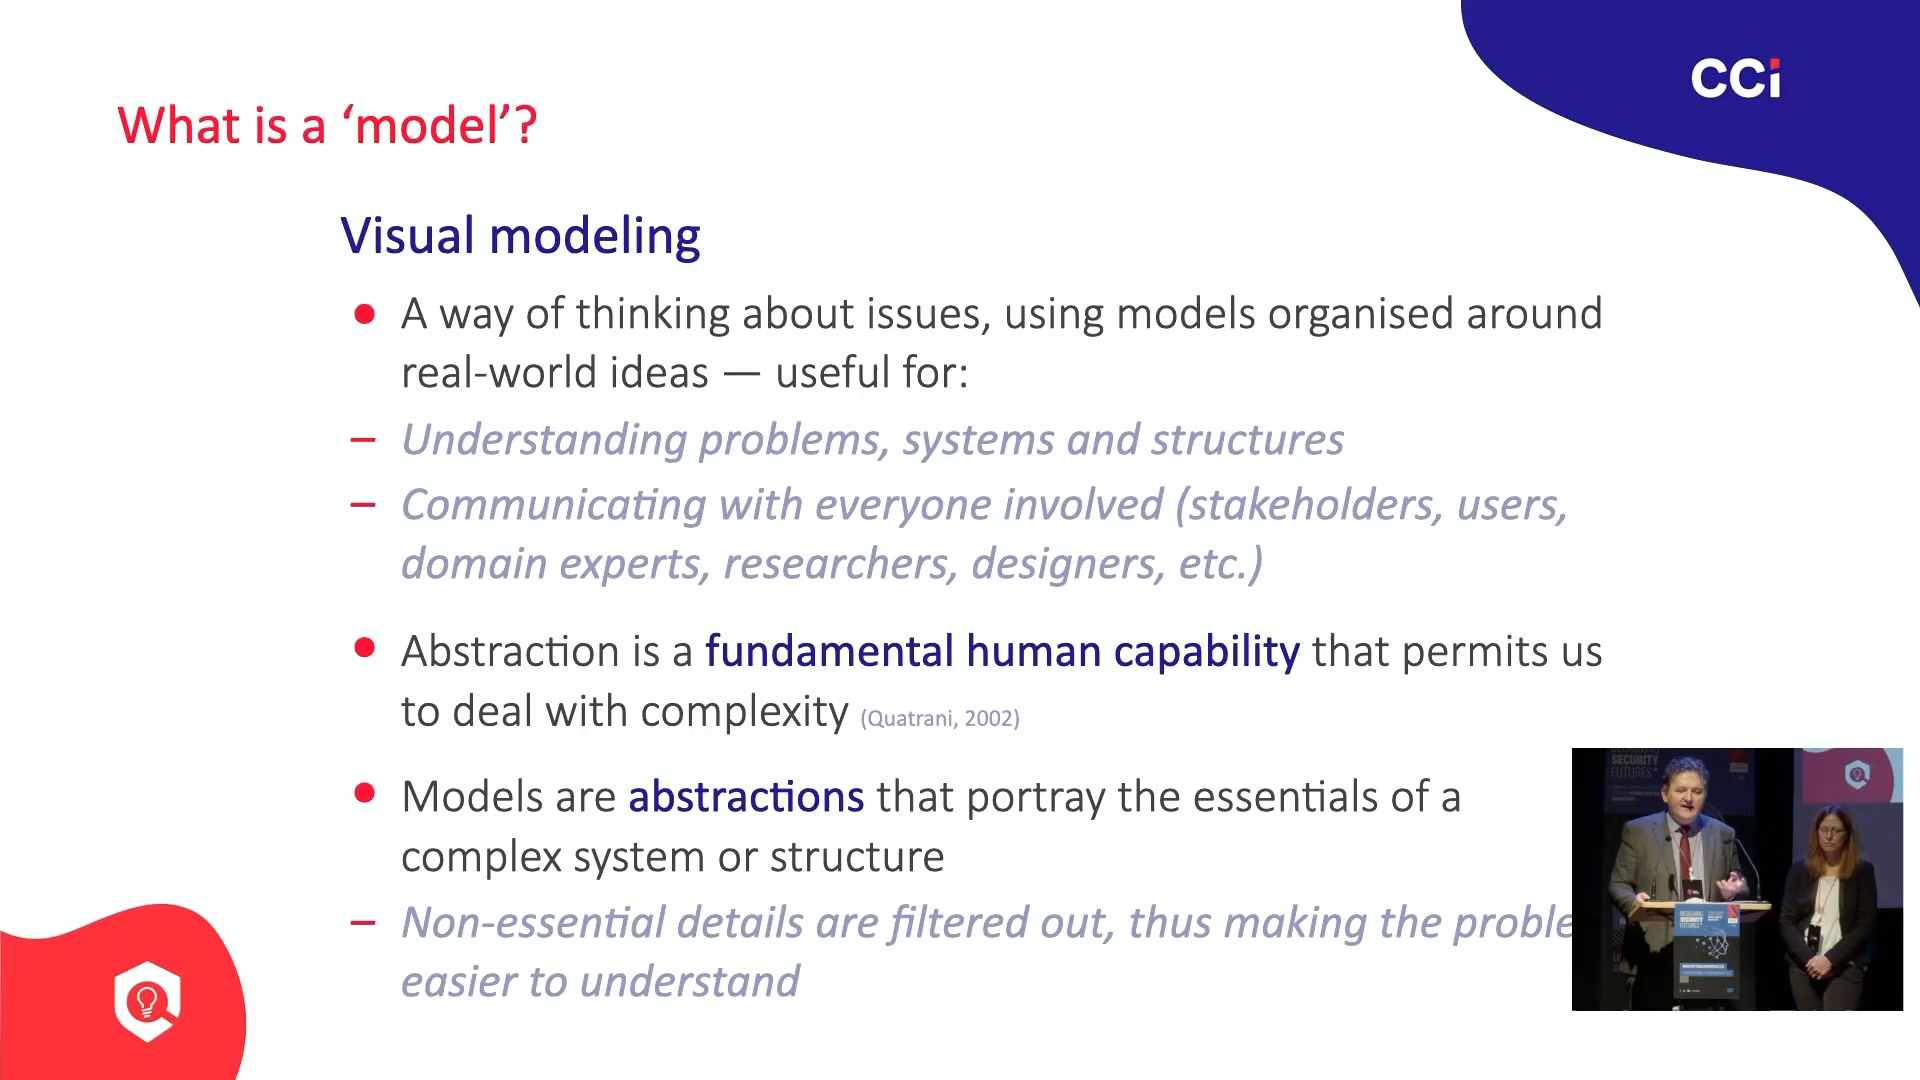 CCi
What is a ‘model’?
Visual modeling
• A way of thinking about issues, using models organised around
real-world ideas — useful for:
– Understanding problems, systems and structures
– Communicating with everyone involved (stakeholders, users,
domain experts, researchers, designers, etc.)
• Abstraction is a fundamental human capability that permits us
to deal with complexity (Quatrani, 2002)
• Models are abstractions that portray the essentials of a
complex system or structure
– Non-essential details are filtered out, thus making the proble
easier to understand
DESIGNING
SECURITY
FUTURES
DESIGNING
SECURITY
FUTURES